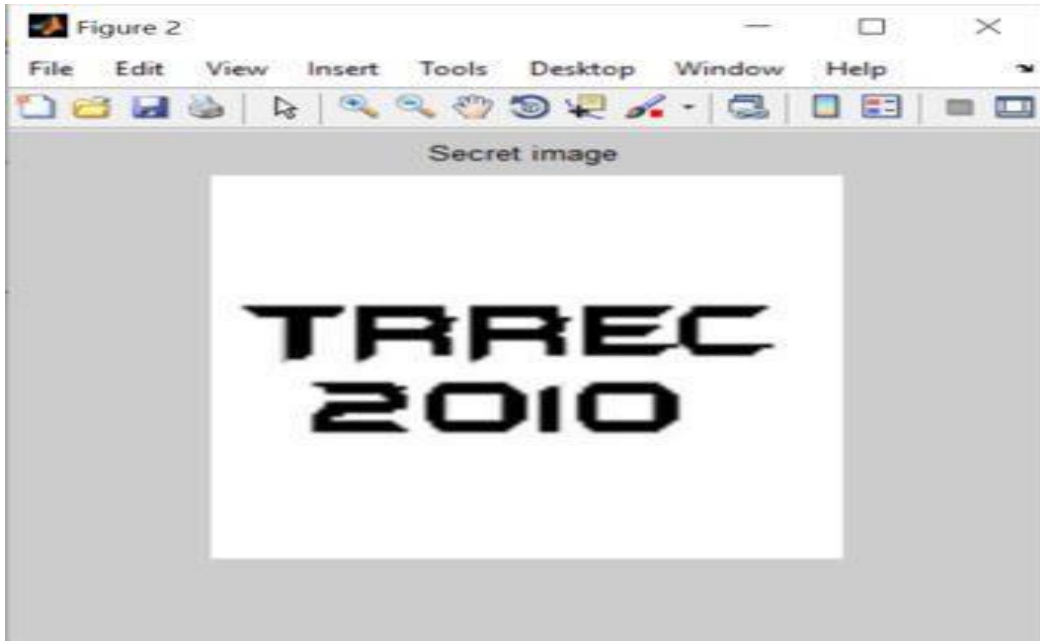 Figure 2
File Edit View Insert Tools Desktop Window Help
Secret image
TRREC
2010